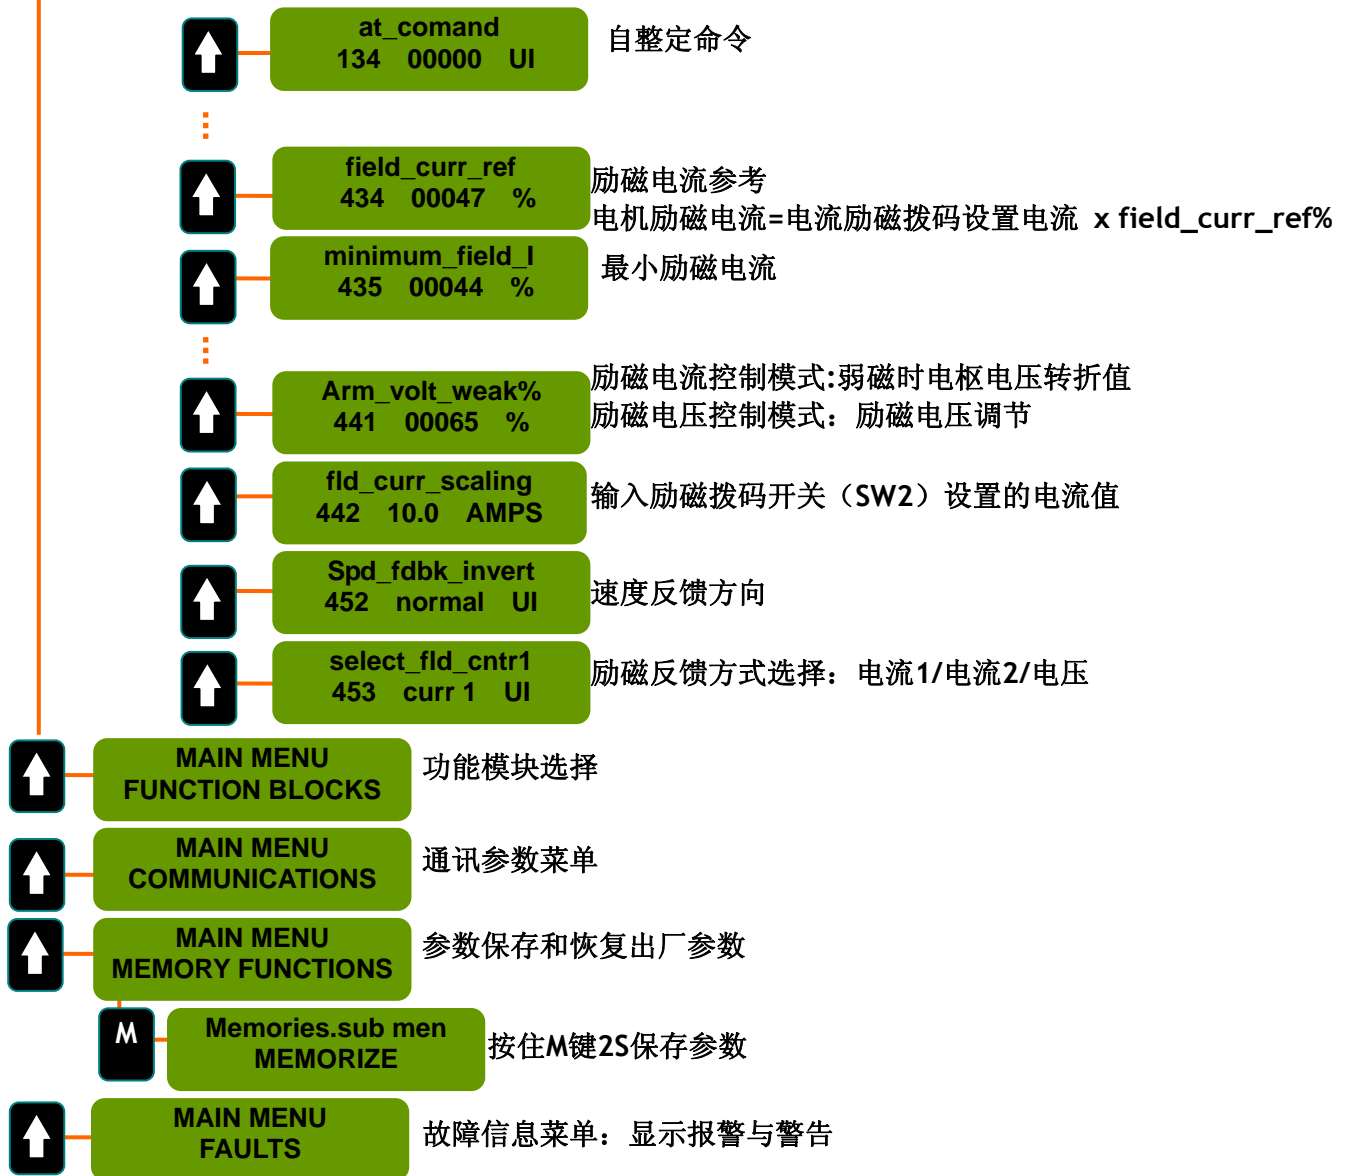 at_comand
134 00000 UI
自整定命令
field_curr_ref
434 00047 %
励磁电流参考
电机励磁电流=电流励磁拨码设置电流 x field_curr_ref%
minimum_field_I
435 00044 %
最小励磁电流
Arm_volt_weak%
441 00065 %
励磁电流控制模式:弱磁时电枢电压转折值
励磁电压控制模式：励磁电压调节
fld_curr_scaling
442 10.0 AMPS
输入励磁拨码开关（SW2）设置的电流值
Spd_fdbk_invert
452 normal UI
速度反馈方向
select_fld_cntr1
453 curr 1 UI
励磁反馈方式选择：电流1/电流2/电压
MAIN MENU
FUNCTION BLOCKS
功能模块选择
MAIN MENU
COMMUNICATIONS
通讯参数菜单
MAIN MENU
MEMORY FUNCTIONS
参数保存和恢复出厂参数
M
Memories.sub men
MEMORIZE
按住M键2S保存参数
MAIN MENU
FAULTS
故障信息菜单：显示报警与警告